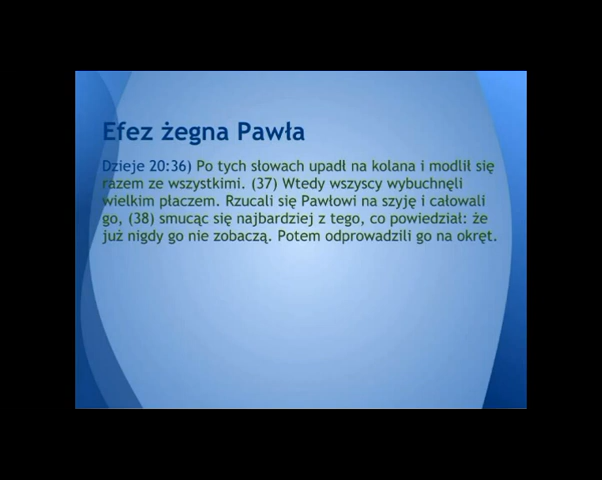 Efez żegna Pawła
Dzieje 20:36) Po tych słowach upadł na kolana i modlił się
razem ze wszystkimi. (37) Wtedy wszyscy wybuchnęli
wielkim płaczem. Rzucali się Pawłowi na szyję i całowali
go, (38) smucąc się najbardziej z tego, co powiedział: że
już nigdy go nie zobaczą. Potem odprowadzili go na okręt.